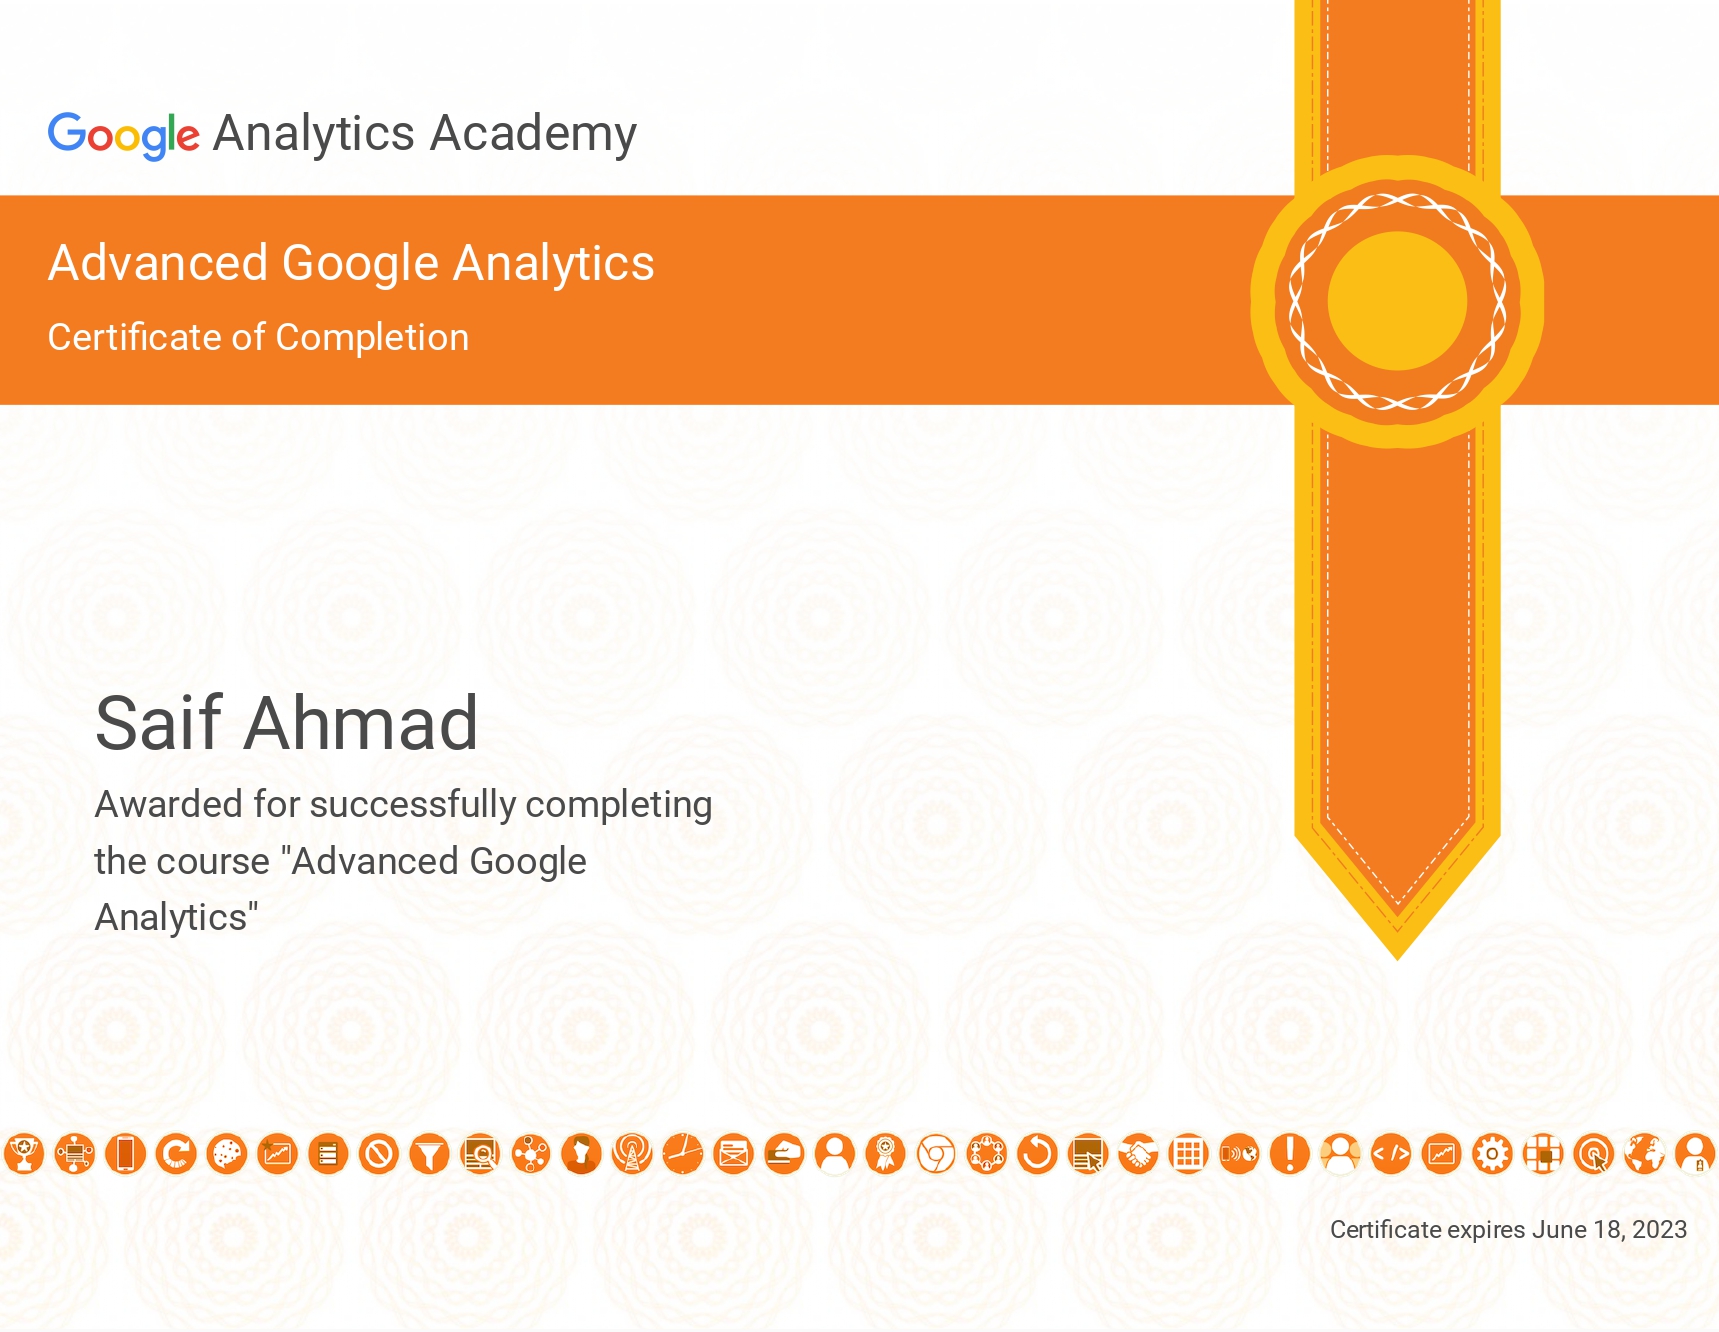 Google Analytics Academy
Advanced Google Analytics
Certificate of Completion
Saif Ahmad
Awarded for successfully completing
the course "Advanced Google
Analytics"
Certificate expires June 18, 2023